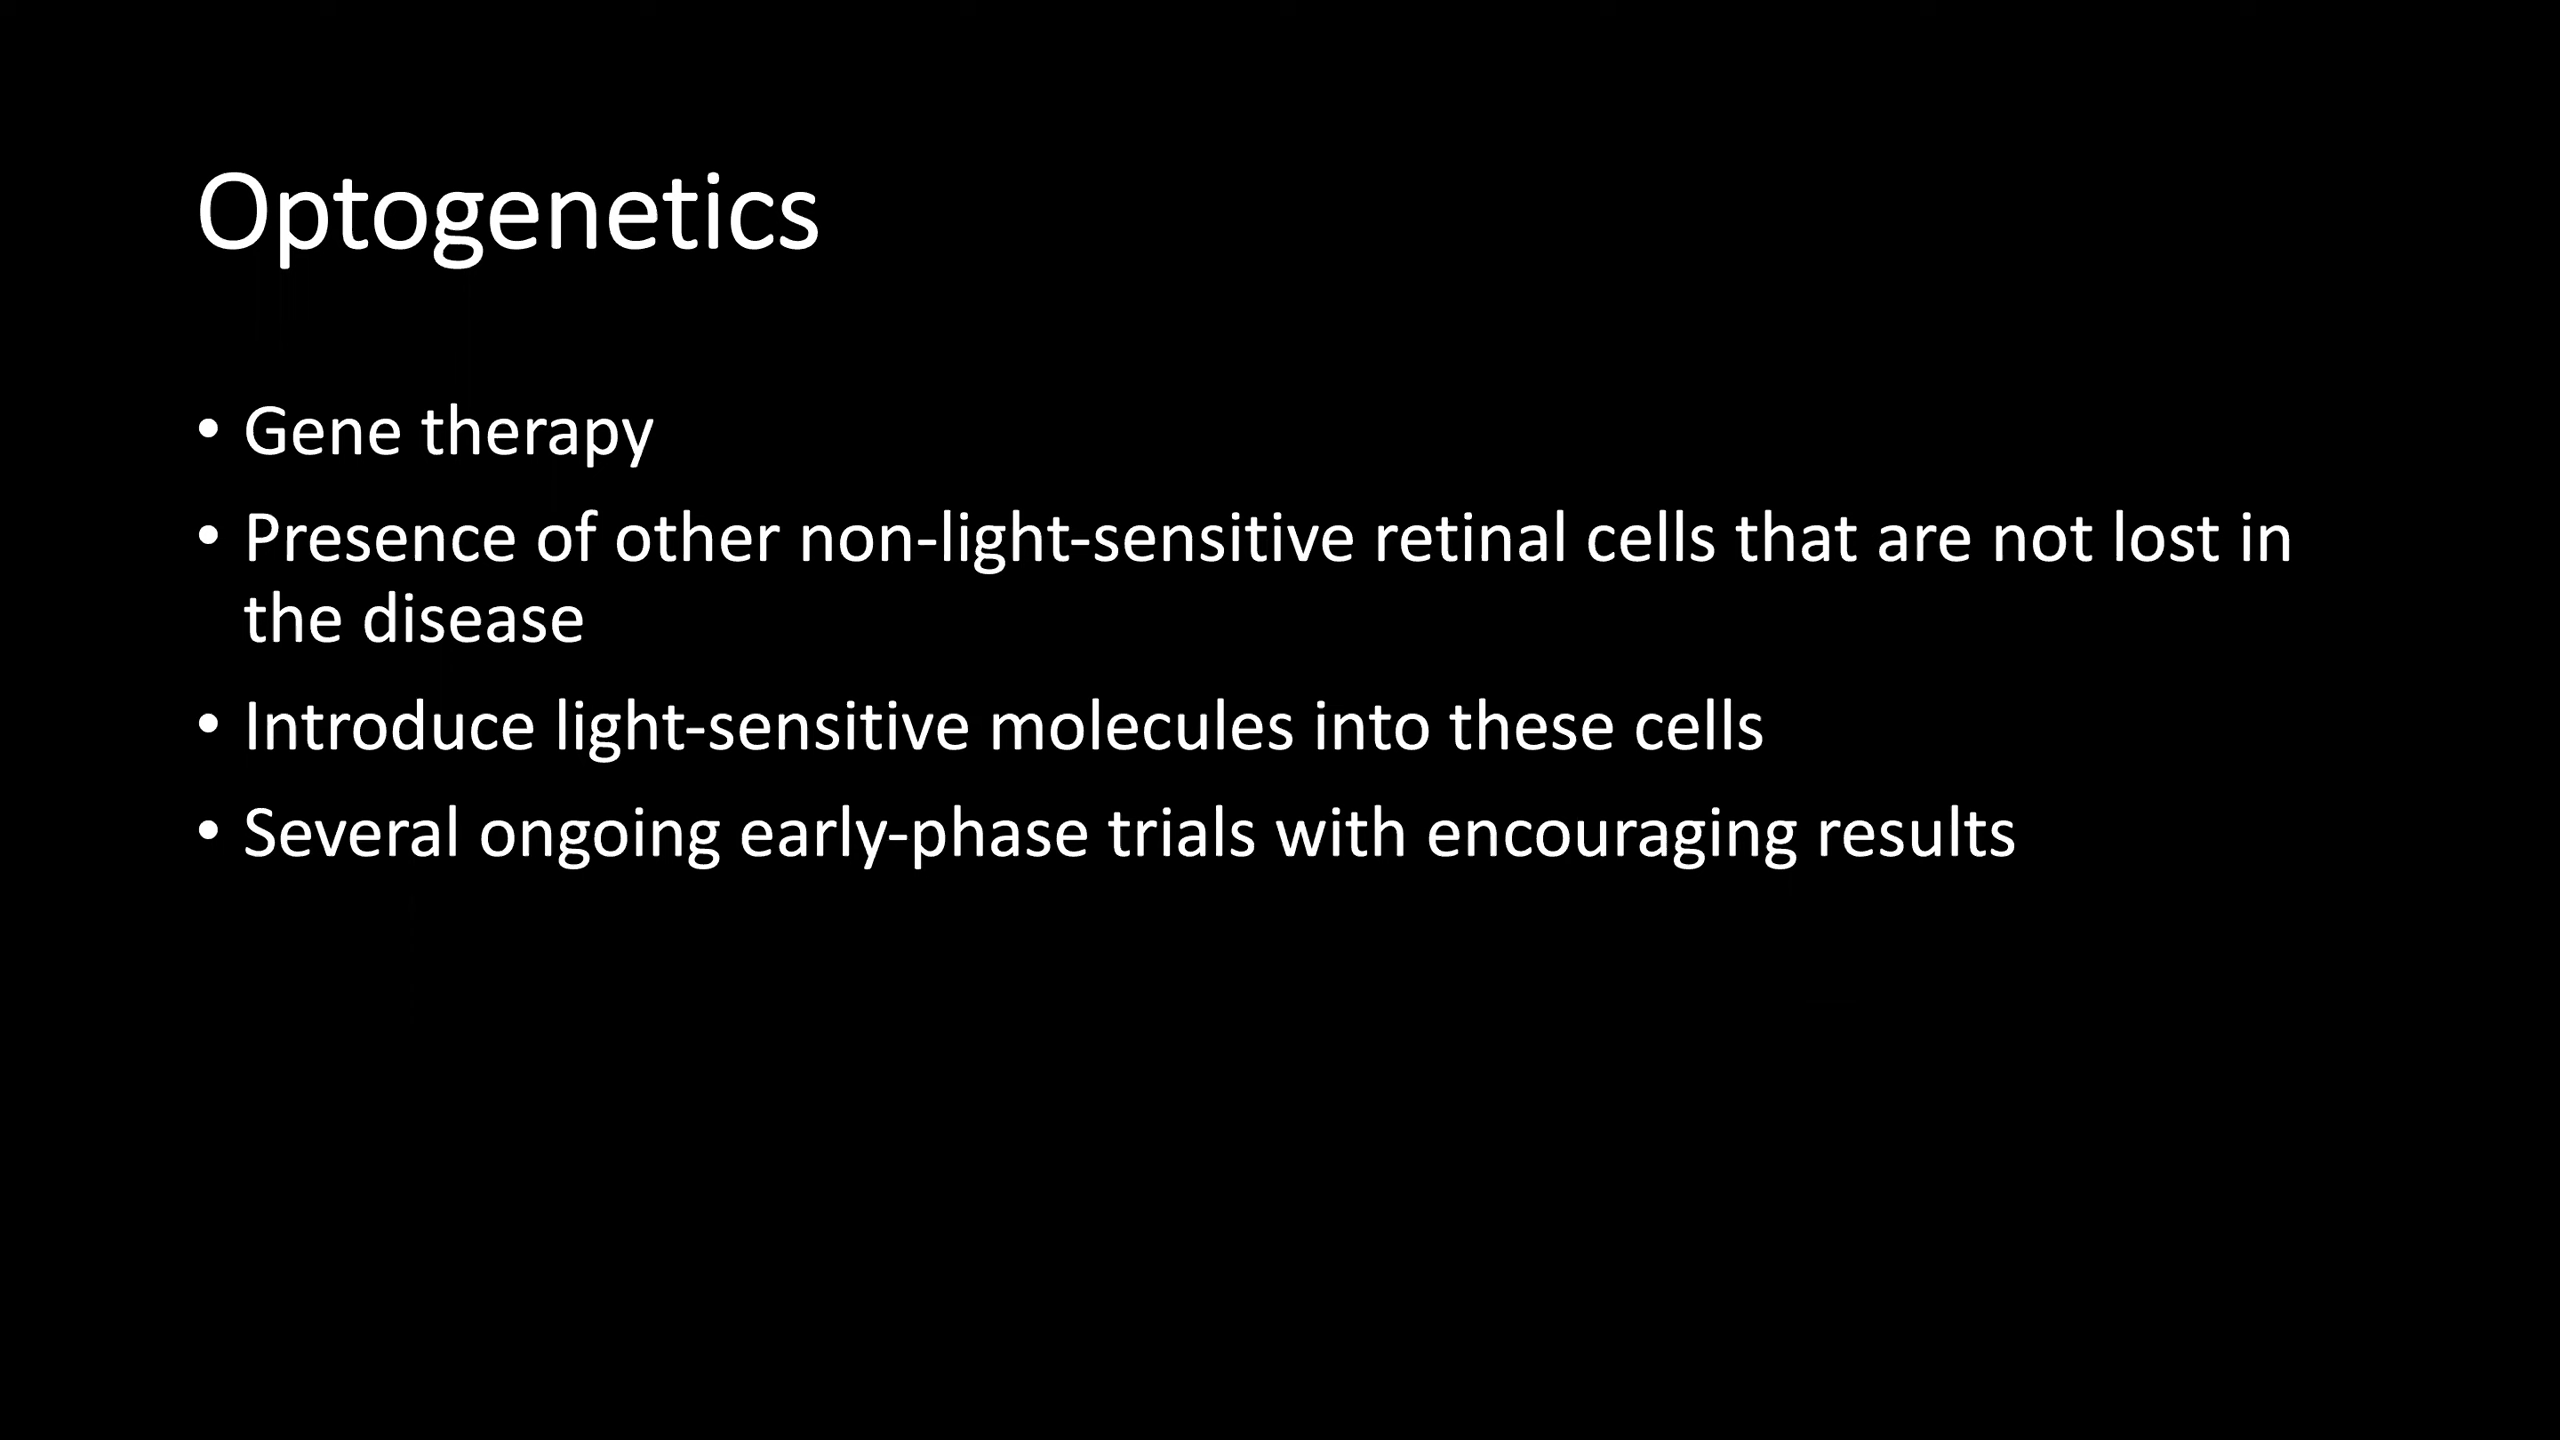 Optogenetics
• Gene therapy
• Presence of other non-light-sensitive retinal cells that are not lost in
the disease
• Introduce light-sensitive molecules into these cells
• Several ongoing early-phase trials with encouraging results